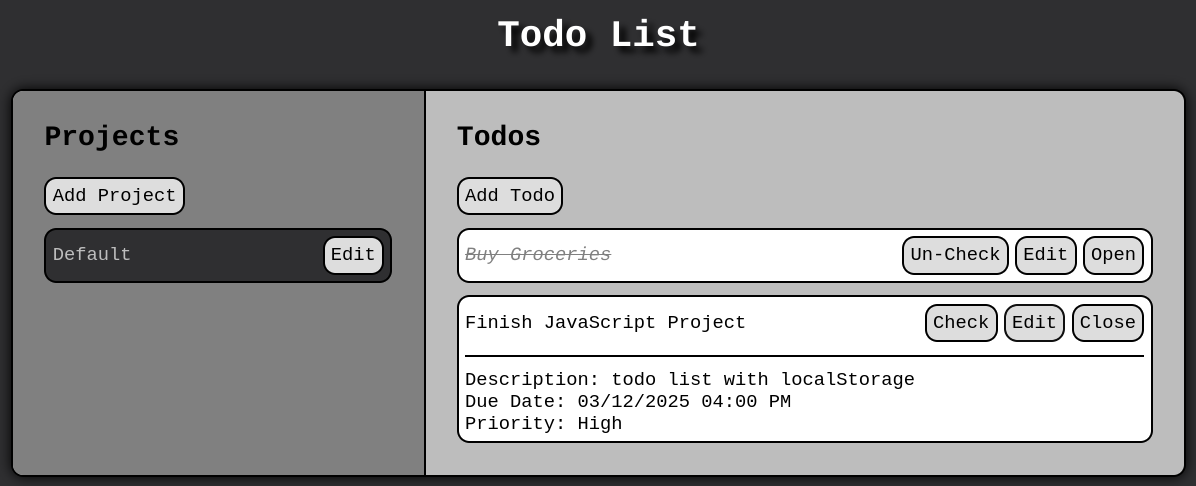 Todo List
Projects
Add Project
Default Edit
Todos
Add Todo
Buy Groceries Un-Check Edit Open
Finish JavaScript Project Check Edit Close
Description: todo list with localStorage
Due Date: 03/12/2025 04:00 PM
Priority: High